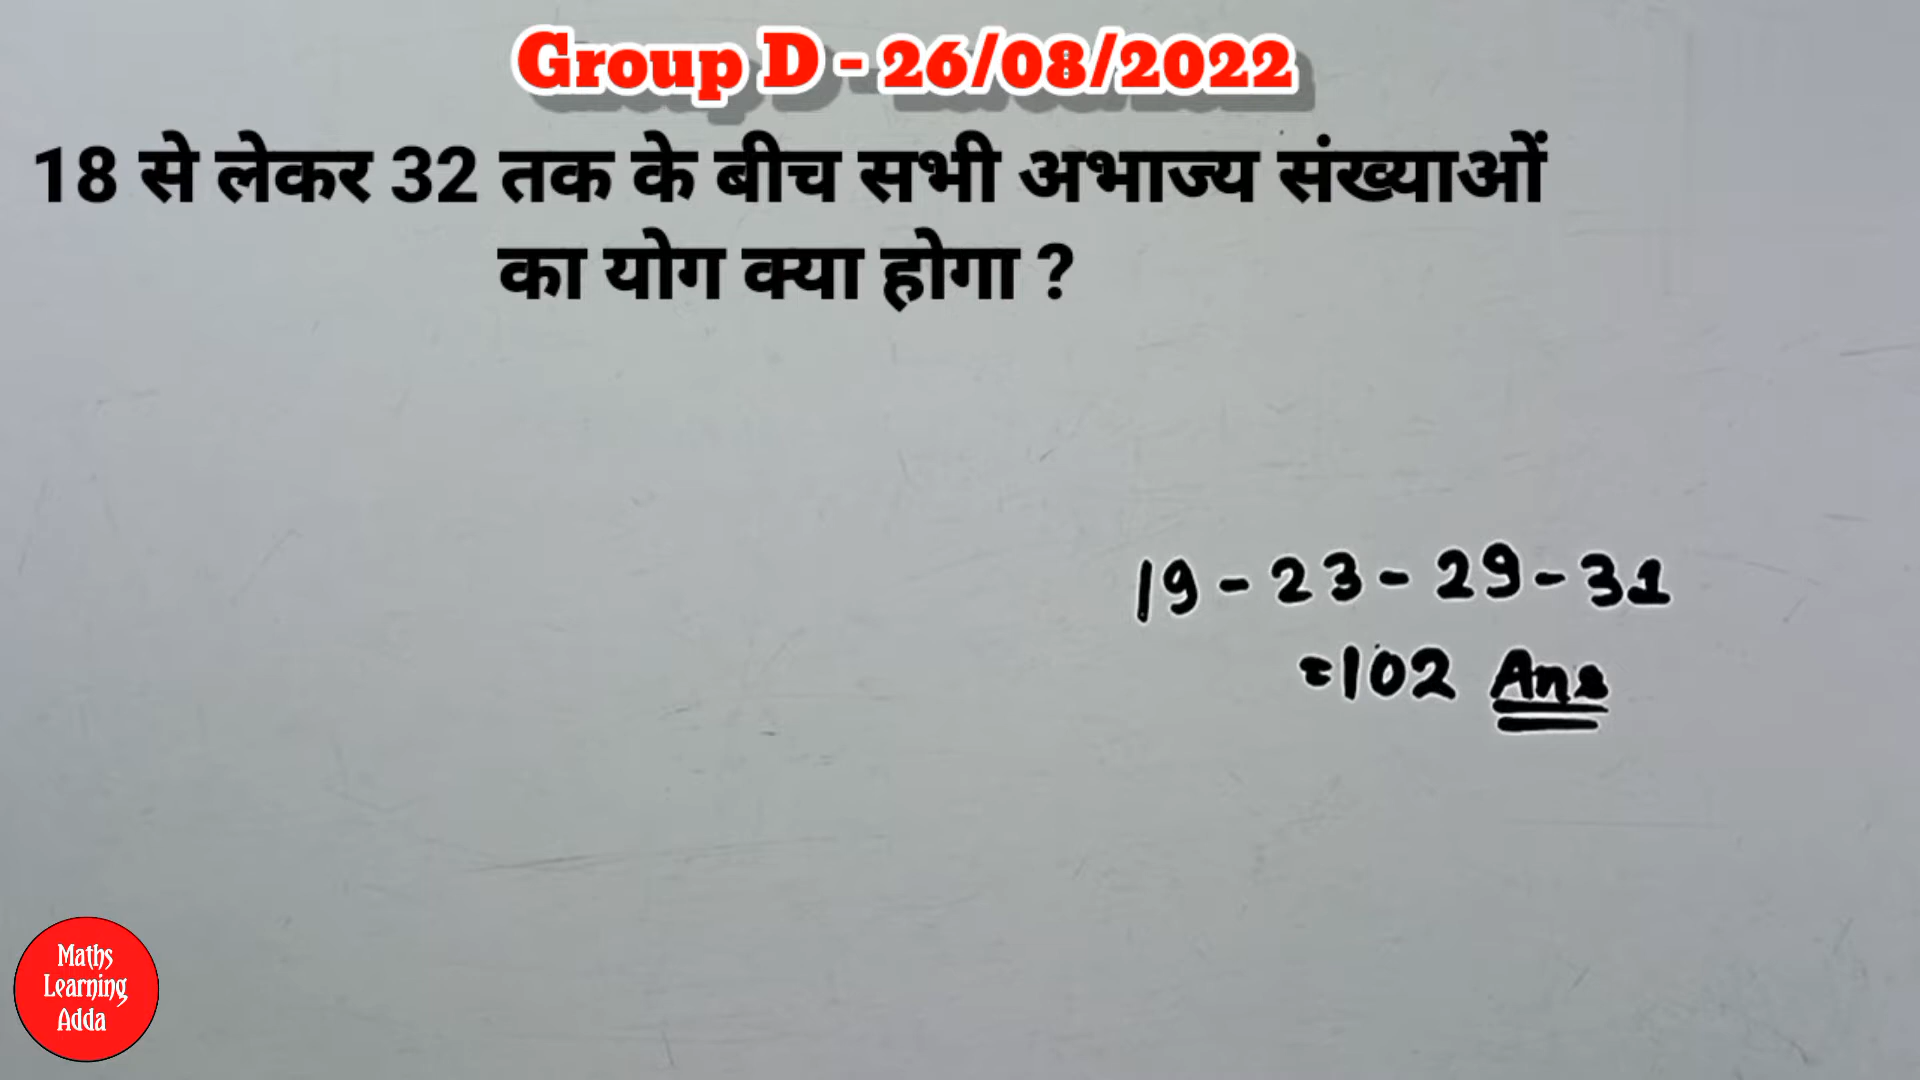 Group D - 26/08/2022
18 से लेकर 32 तक के बीच सभी अभाज्य संख्याओं
का योग क्या होगा ?
19 - 23 - 29 - 31
=102 Ans
Maths
Learning
Adda